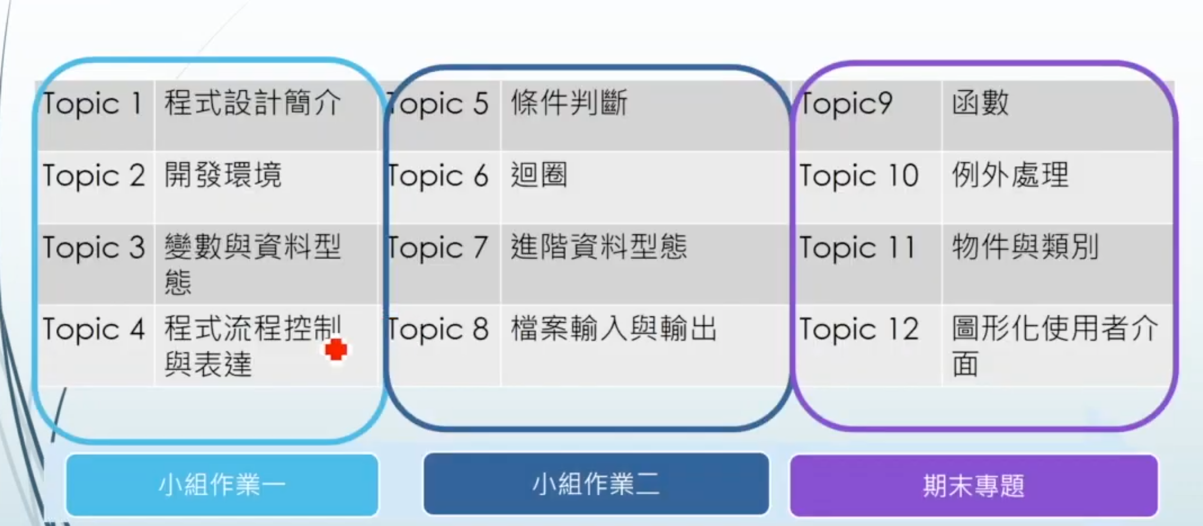 Topic 1 程式設計簡介 Topic 5 條件判斷 Topic9 函數
Topic 2 開發環境 Topic 6 迴圈 Topic 10 例外處理
Topic 3 變數與資料型 Topic 7 進階資料型態 Topic 11 物件與類別
態
Topic 4 程式流程控制 Topic 8 檔案輸入與輸出 Topic 12 圖形化使用者介
與表達 面
小組作業一 小組作業二 期末專題